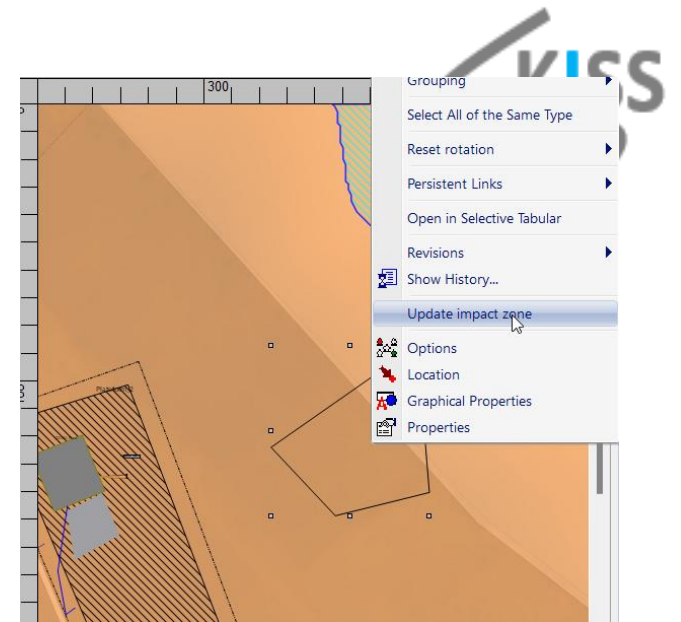 KISS
300
Grouping
Select All of the Same Type
Reset rotation
Persistent Links
Open in Selective Tabular
Revisions
Show History...
Update impact zone
Options
Location
Graphical Properties
Properties